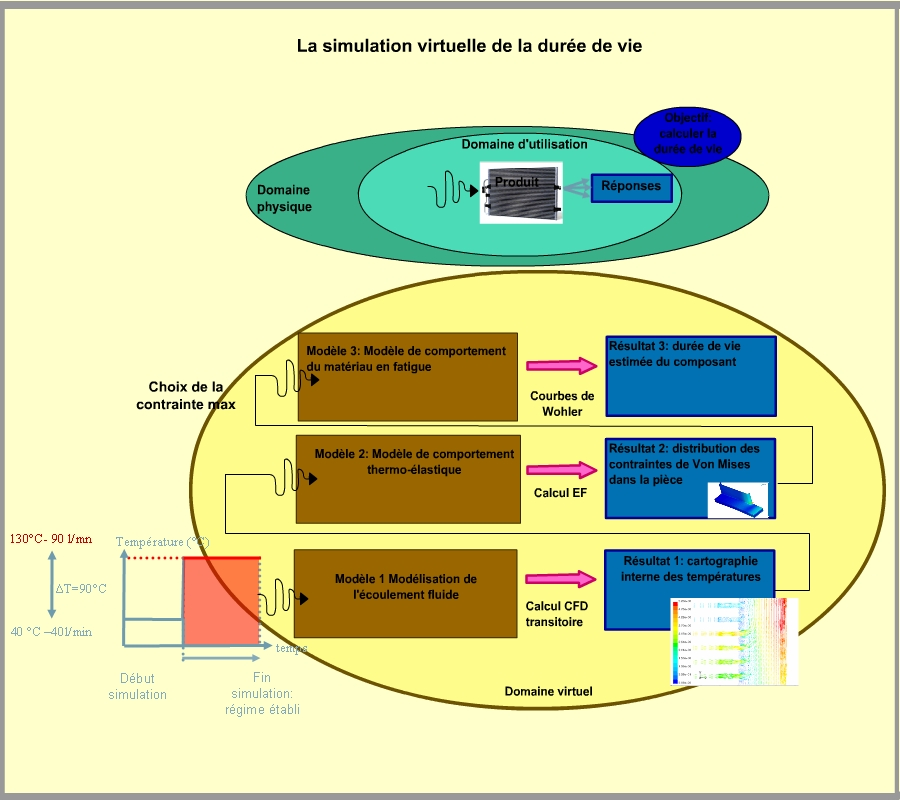 La simulation virtuelle de la durée de vie
Objectif:
calculer la
durée de vie
Domaine d'utilisation
Produit
Réponses
Domaine
physique
Modèle 3: Modèle de comportement
du matériau en fatigue
Résultat 3: durée de vie
estimée du composant
Choix de la
contrainte max
Courbes de
Wohler
Modèle 2: Modèle de comportement
thermo-élastique
Résultat 2: distribution des
contraintes de Von Mises
dans la pièce
Calcul EF
130°C- 90 l/mn
Température (°C)
ΔT=90°C
40 °C –40l/min
temps
Début
simulation
Fin
simulation:
régime établi
Modèle 1 Modélisation de
l'écoulement fluide
Résultat 1: cartographie
interne des températures
Calcul CFD
transitoire
Domaine virtuel